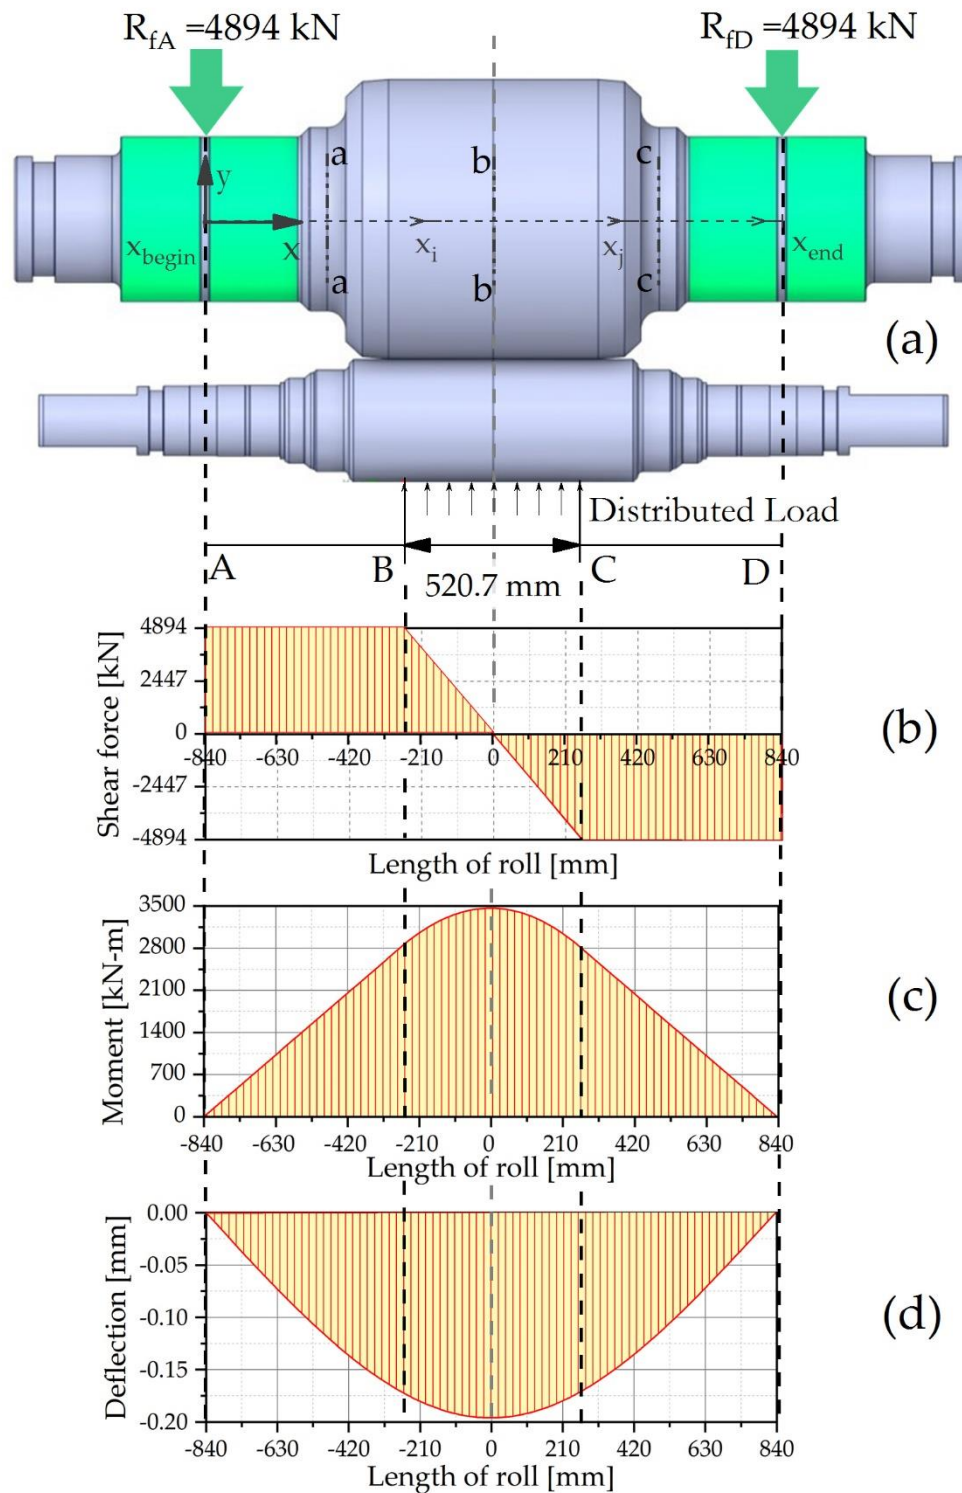 R_fA =4894 kN
R_fD =4894 kN
a
b
c
y
x_begin
x
x_i
x_j
x_end
a
b
c
(a)
Distributed Load
A
B
C
D
520.7 mm
Shear force [kN]
4894
2447
0
-2447
-4894
-840 -630 -420 -210 0 210 420 630 840
Length of roll [mm]
(b)
Moment [kN-m]
3500
2800
2100
1400
700
0
-840 -630 -420 -210 0 210 420 630 840
Length of roll [mm]
(c)
Deflection [mm]
0.00
-0.05
-0.10
-0.15
-0.20
-840 -630 -420 -210 0 210 420 630 840
Length of roll [mm]
(d)